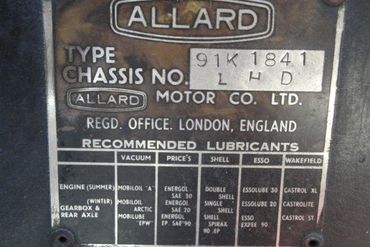 ALLARD
TYPE
CHASSIS NO. 91K 1841
L H D
ALLARD MOTOR CO. LTD.
REGD. OFFICE. LONDON, ENGLAND
RECOMMENDED LUBRICANTS
VACUUM PRICE'S SHELL ESSO WAKEFIELD
ENGINE (SUMMER) MOBILOIL "A" ENERGOL SAE 30 DOUBLE SHELL ESSOLUBE 30 CASTROL XL
(WINTER) MOBILOIL ARCTIC ENERGOL SAE 20 SINGLE SHELL ESSOLUBE 20 CASTROLITE
GEARBOX & REAR AXLE MOBILUBE "EPW" ENERGOL EP. SAE'90 SHELL SPIRAX 90 EP ESSO EXPEE 90 CASTROL ST.